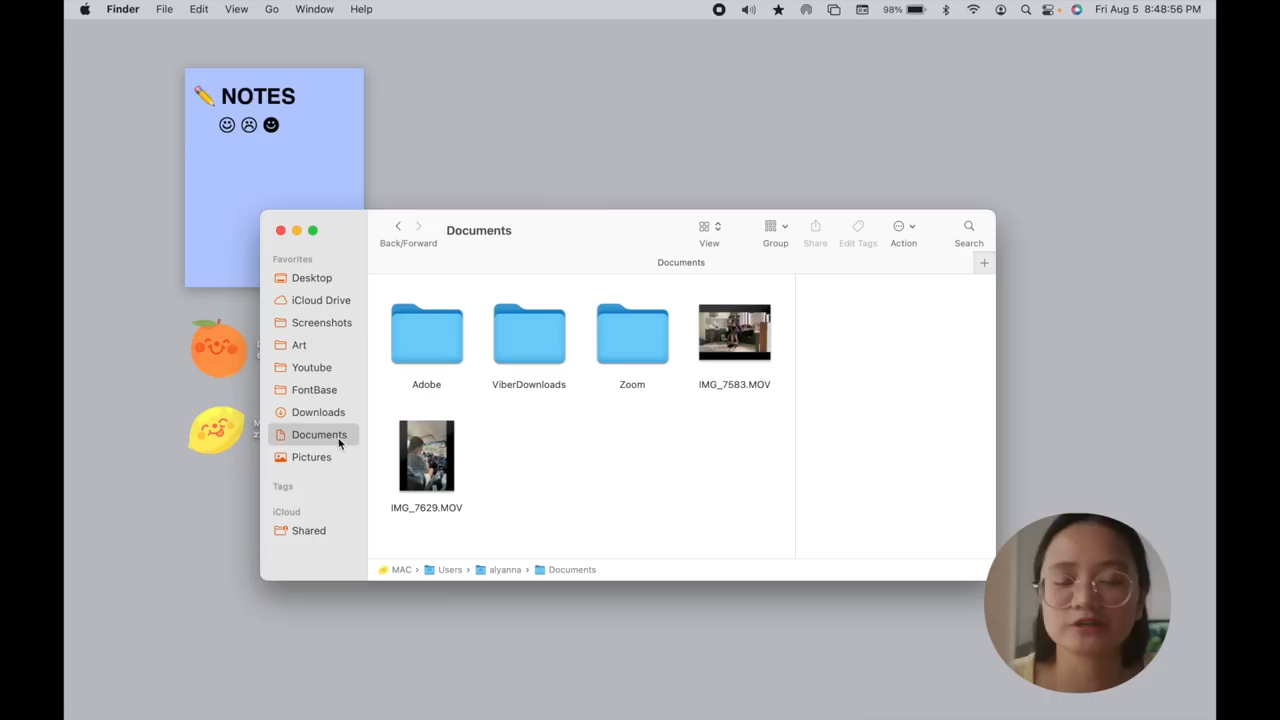 Finder File Edit View Go Window Help 98% Fri Aug 5 8:48:56 PM
NOTES
Back/Forward
Documents
View
Group
Share
Edit Tags
Action
Search
Documents
Favorites
Desktop
iCloud Drive
Screenshots
Art
Youtube
FontBase
Downloads
Documents
Pictures
Tags
iCloud
Shared
Adobe
ViberDownloads
Zoom
IMG_7583.MOV
IMG_7629.MOV
MAC › Users › alyanna › Documents